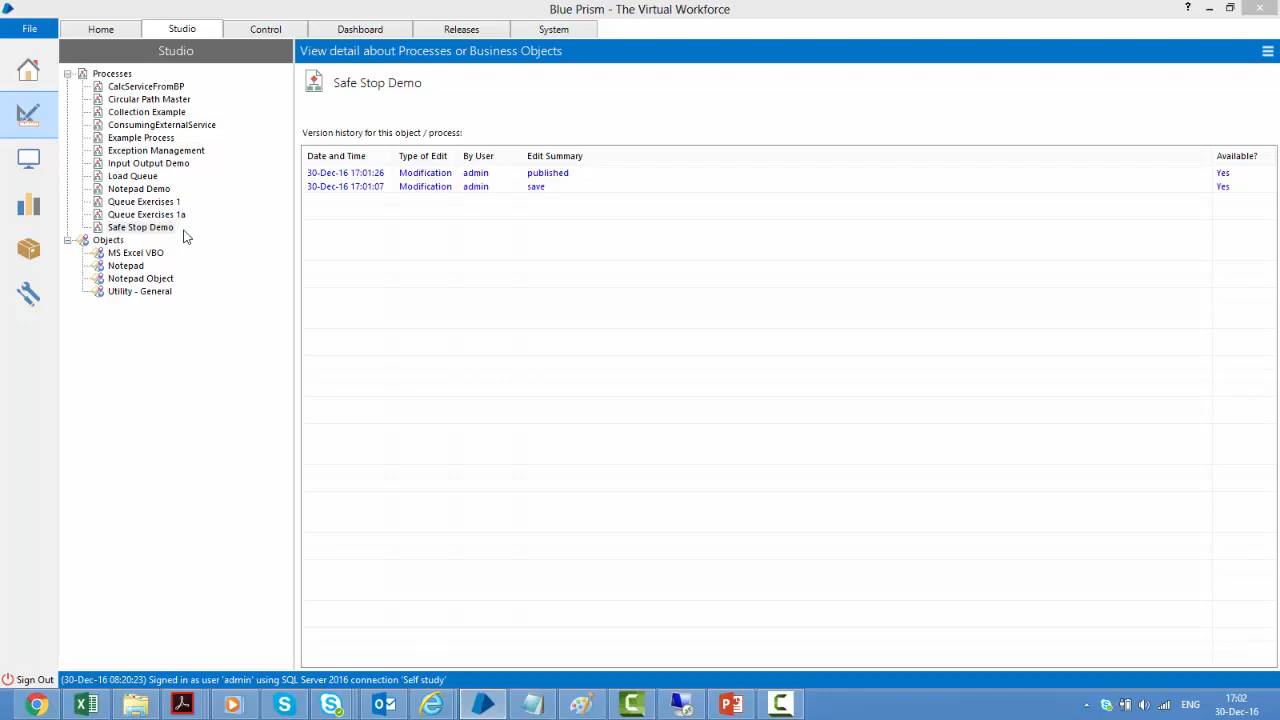 Blue Prism - The Virtual Workforce
?
File
Home
Studio
Control
Dashboard
Releases
System
Studio
View detail about Processes or Business Objects
Processes
CalcServiceFromBP
Circular Path Master
Collection Example
ConsumingExternalService
Example Process
Exception Management
Input Output Demo
Load Queue
Notepad Demo
Queue Exercises 1
Queue Exercises 1a
Safe Stop Demo
Objects
MS Excel VBO
Notepad
Notepad Object
Utility - General
Safe Stop Demo
Version history for this object / process:
Date and Time Type of Edit By User Edit Summary Available?
30-Dec-16 17:01:26 Modification admin published Yes
30-Dec-16 17:01:07 Modification admin save Yes
Sign Out
(30-Dec-16 08:20:23) Signed in as user 'admin' using SQL Server 2016 connection 'Self study'
ENG
17:02
30-Dec-16